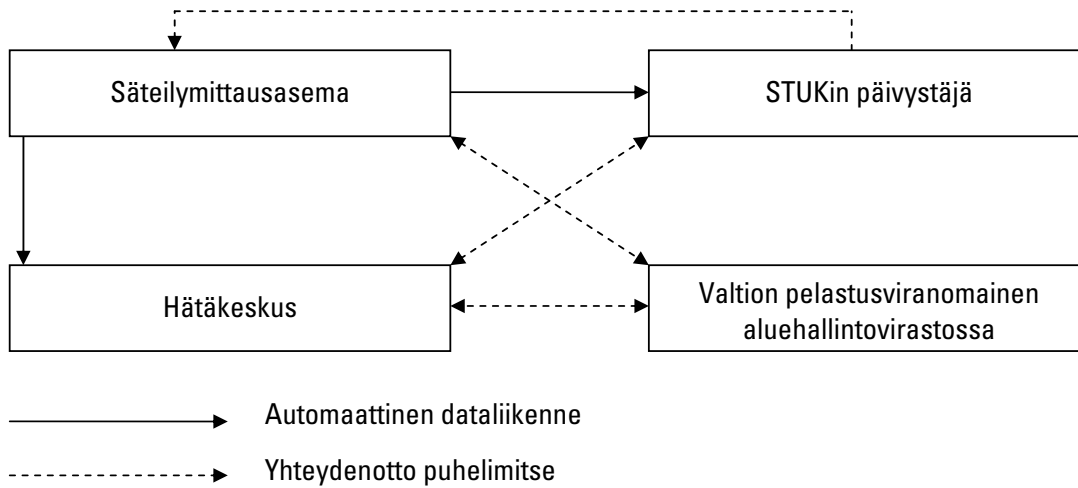 Säteilymittausasema
STUKin päivystäjä
Hätäkeskus
Valtion pelastusviranomainen
aluehallintovirastossa
Automaattinen dataliikenne
Yhteydenotto puhelimitse